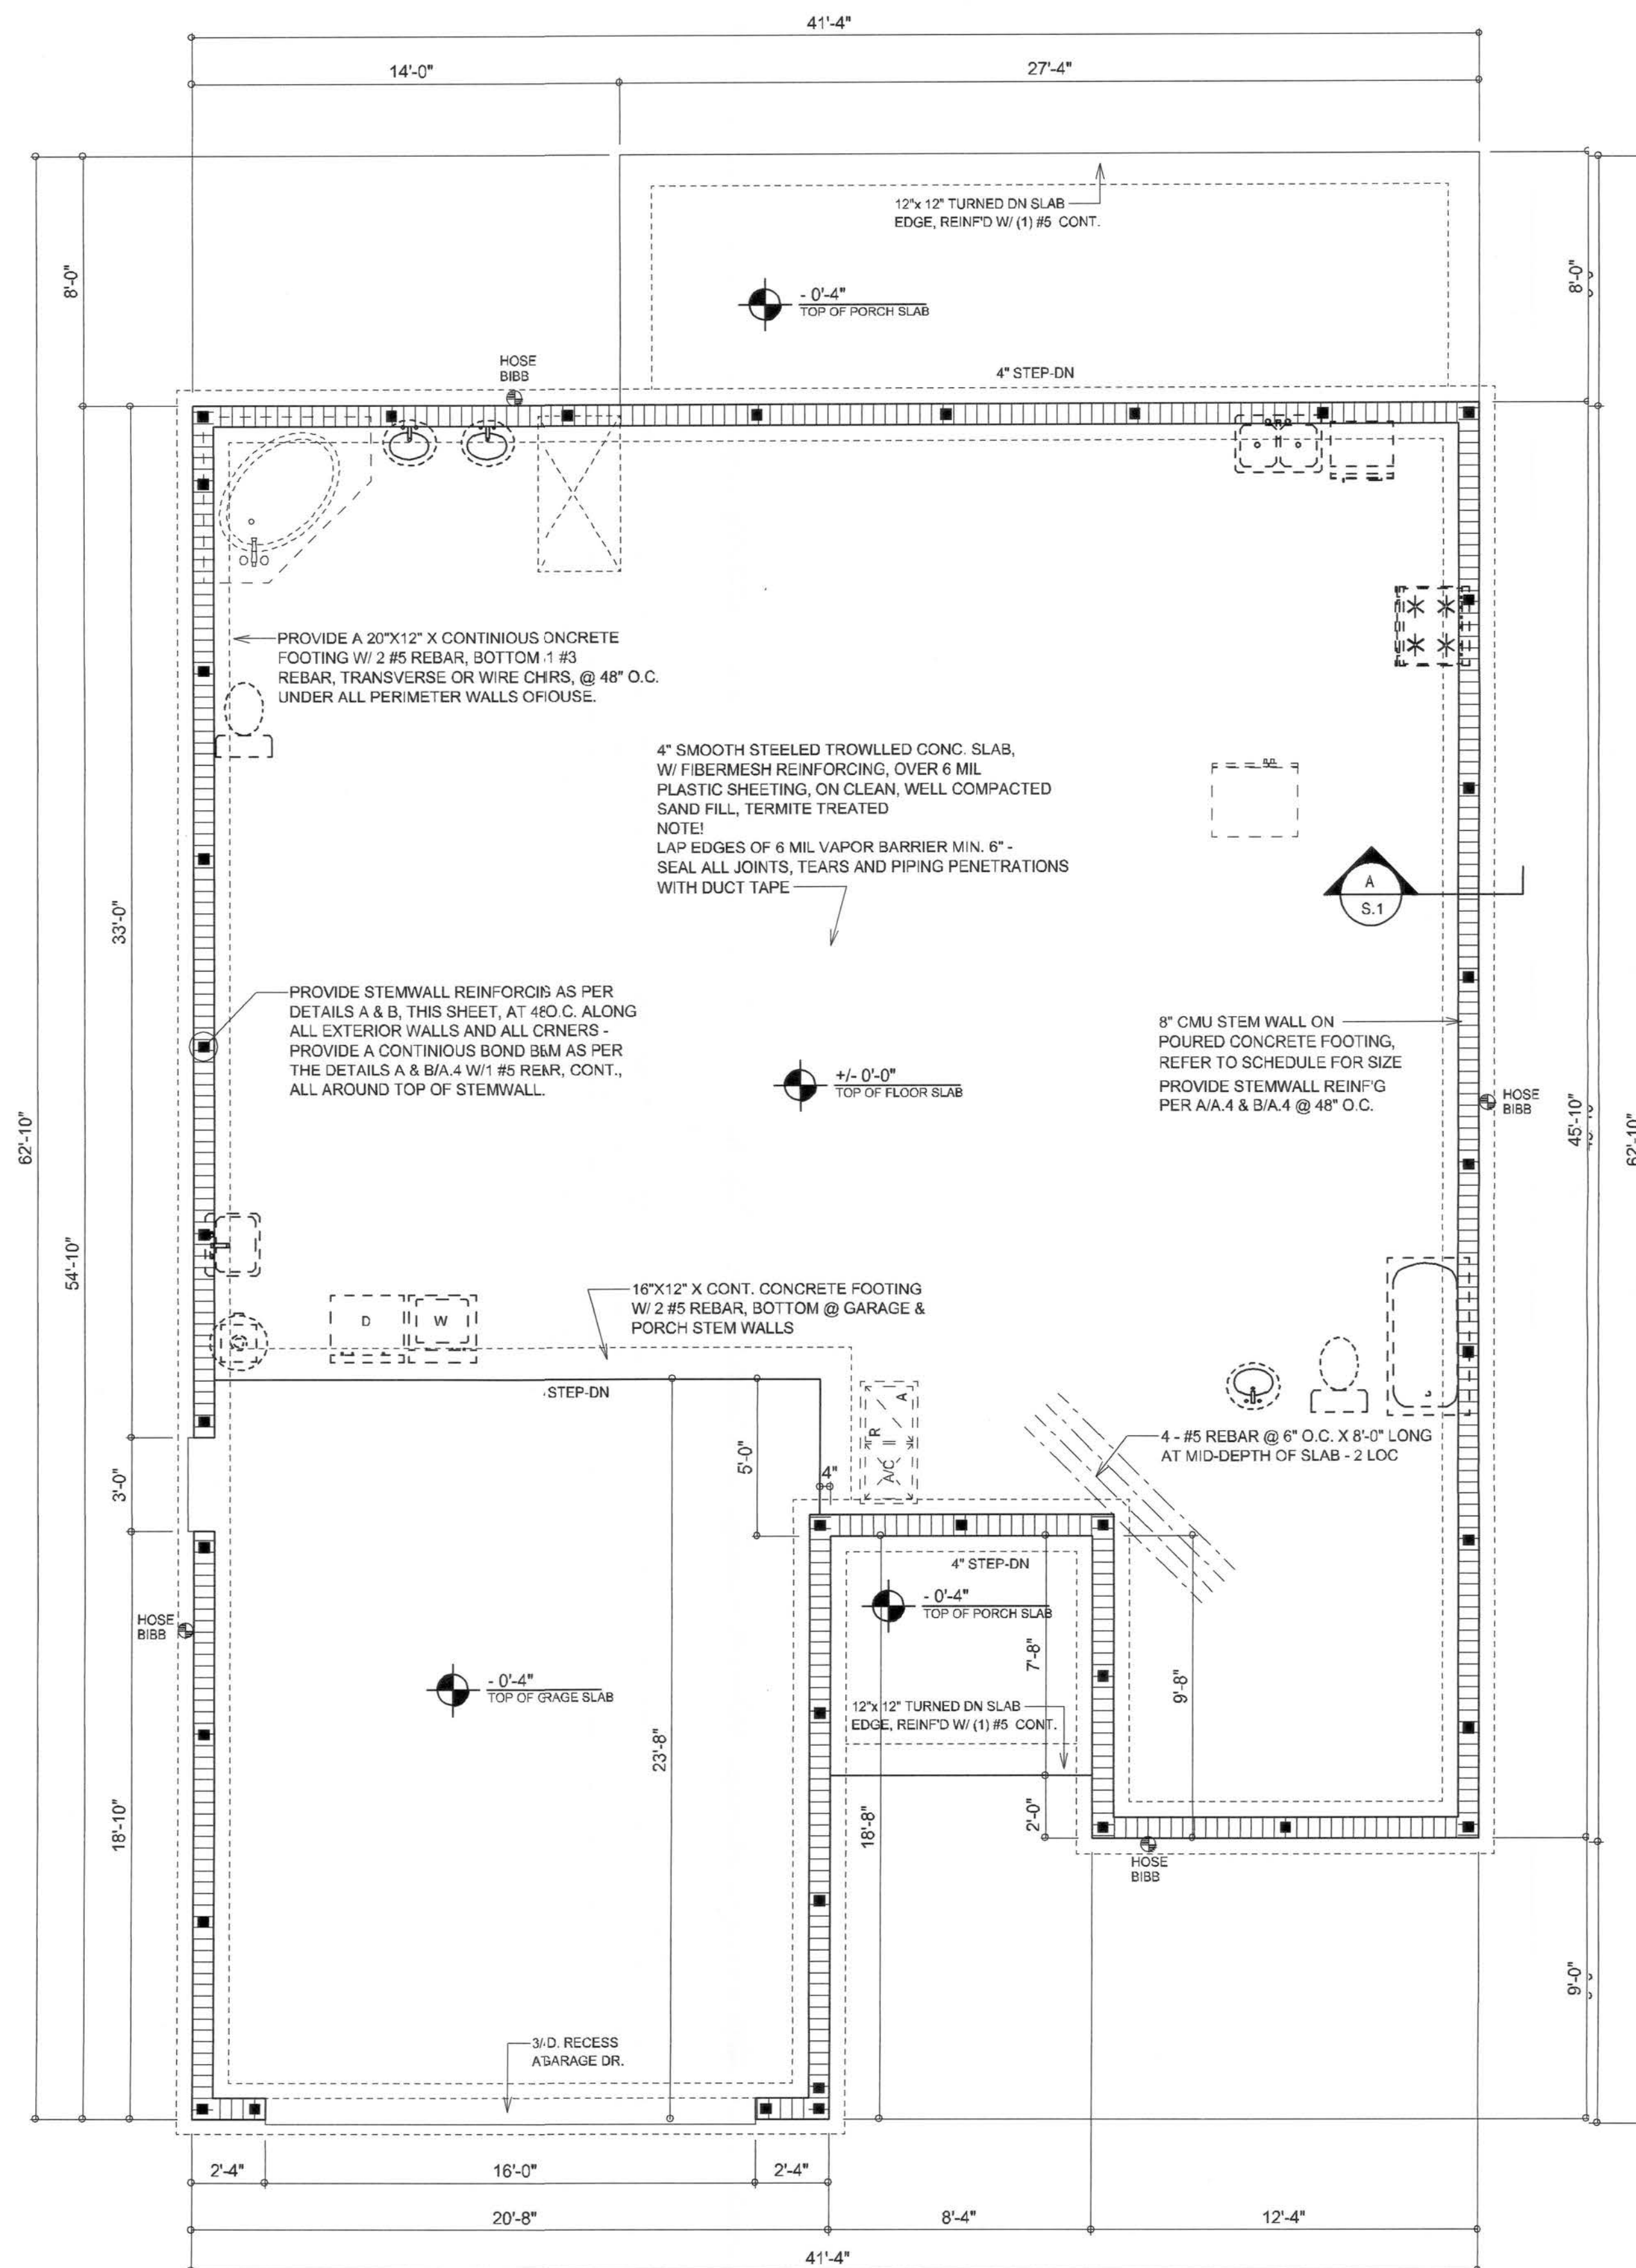 41'-4"
14'-0"
27'-4"
12"x 12" TURNED DN SLAB
EDGE, REINF'D W/ (1) #5 CONT.
8'-0"
8'-0"
- 0'-4"
TOP OF PORCH SLAB
HOSE
BIBB
4" STEP-DN
PROVIDE A 20"X12" X CONTINIOUS ONCRETE
FOOTING W/ 2 #5 REBAR, BOTTOM 1 #3
REBAR, TRANSVERSE OR WIRE CHIRS, @ 48" O.C.
UNDER ALL PERIMETER WALLS OFIOUSE.
4" SMOOTH STEELED TROWLLED CONC. SLAB,
W/ FIBERMESH REINFORCING, OVER 6 MIL
PLASTIC SHEETING, ON CLEAN, WELL COMPACTED
SAND FILL, TERMITE TREATED
NOTE!
LAP EDGES OF 6 MIL VAPOR BARRIER MIN. 6" -
SEAL ALL JOINTS, TEARS AND PIPING PENETRATIONS
WITH DUCT TAPE
A
S.1
33'-0"
PROVIDE STEMWALL REINFORCING AS PER
DETAILS A & B, THIS SHEET, AT 48O.C. ALONG
ALL EXTERIOR WALLS AND ALL CRNERS -
PROVIDE A CONTINIOUS BOND BEM AS PER
THE DETAILS A & B/A.4 W/1 #5 REAR, CONT.,
ALL AROUND TOP OF STEMWALL.
8" CMU STEM WALL ON
POURED CONCRETE FOOTING,
REFER TO SCHEDULE FOR SIZE
PROVIDE STEMWALL REINF'G
PER A/A.4 & B/A.4 @ 48" O.C.
+/- 0'-0"
TOP OF FLOOR SLAB
HOSE
BIBB
62'-10"
45'-10"
62'-10"
54'-10"
16"X12" X CONT. CONCRETE FOOTING
W/ 2 #5 REBAR, BOTTOM @ GARAGE &
PORCH STEM WALLS
D
W
STEP-DN
A
R
A/C
4 - #5 REBAR @ 6" O.C. X 8'-0" LONG
AT MID-DEPTH OF SLAB - 2 LOC
5'-0"
4"
3'-0"
4" STEP-DN
- 0'-4"
TOP OF PORCH SLAB
HOSE
BIBB
7'-8"
9'-8"
- 0'-4"
TOP OF GRAGE SLAB
12"x 12" TURNED DN SLAB
EDGE, REINF'D W/ (1) #5 CONT.
23'-8"
18'-10"
18'-8"
2'-0"
HOSE
BIBB
9'-0"
3/D. RECESS
GARAGE DR.
2'-4"
16'-0"
2'-4"
20'-8"
8'-4"
12'-4"
41'-4"